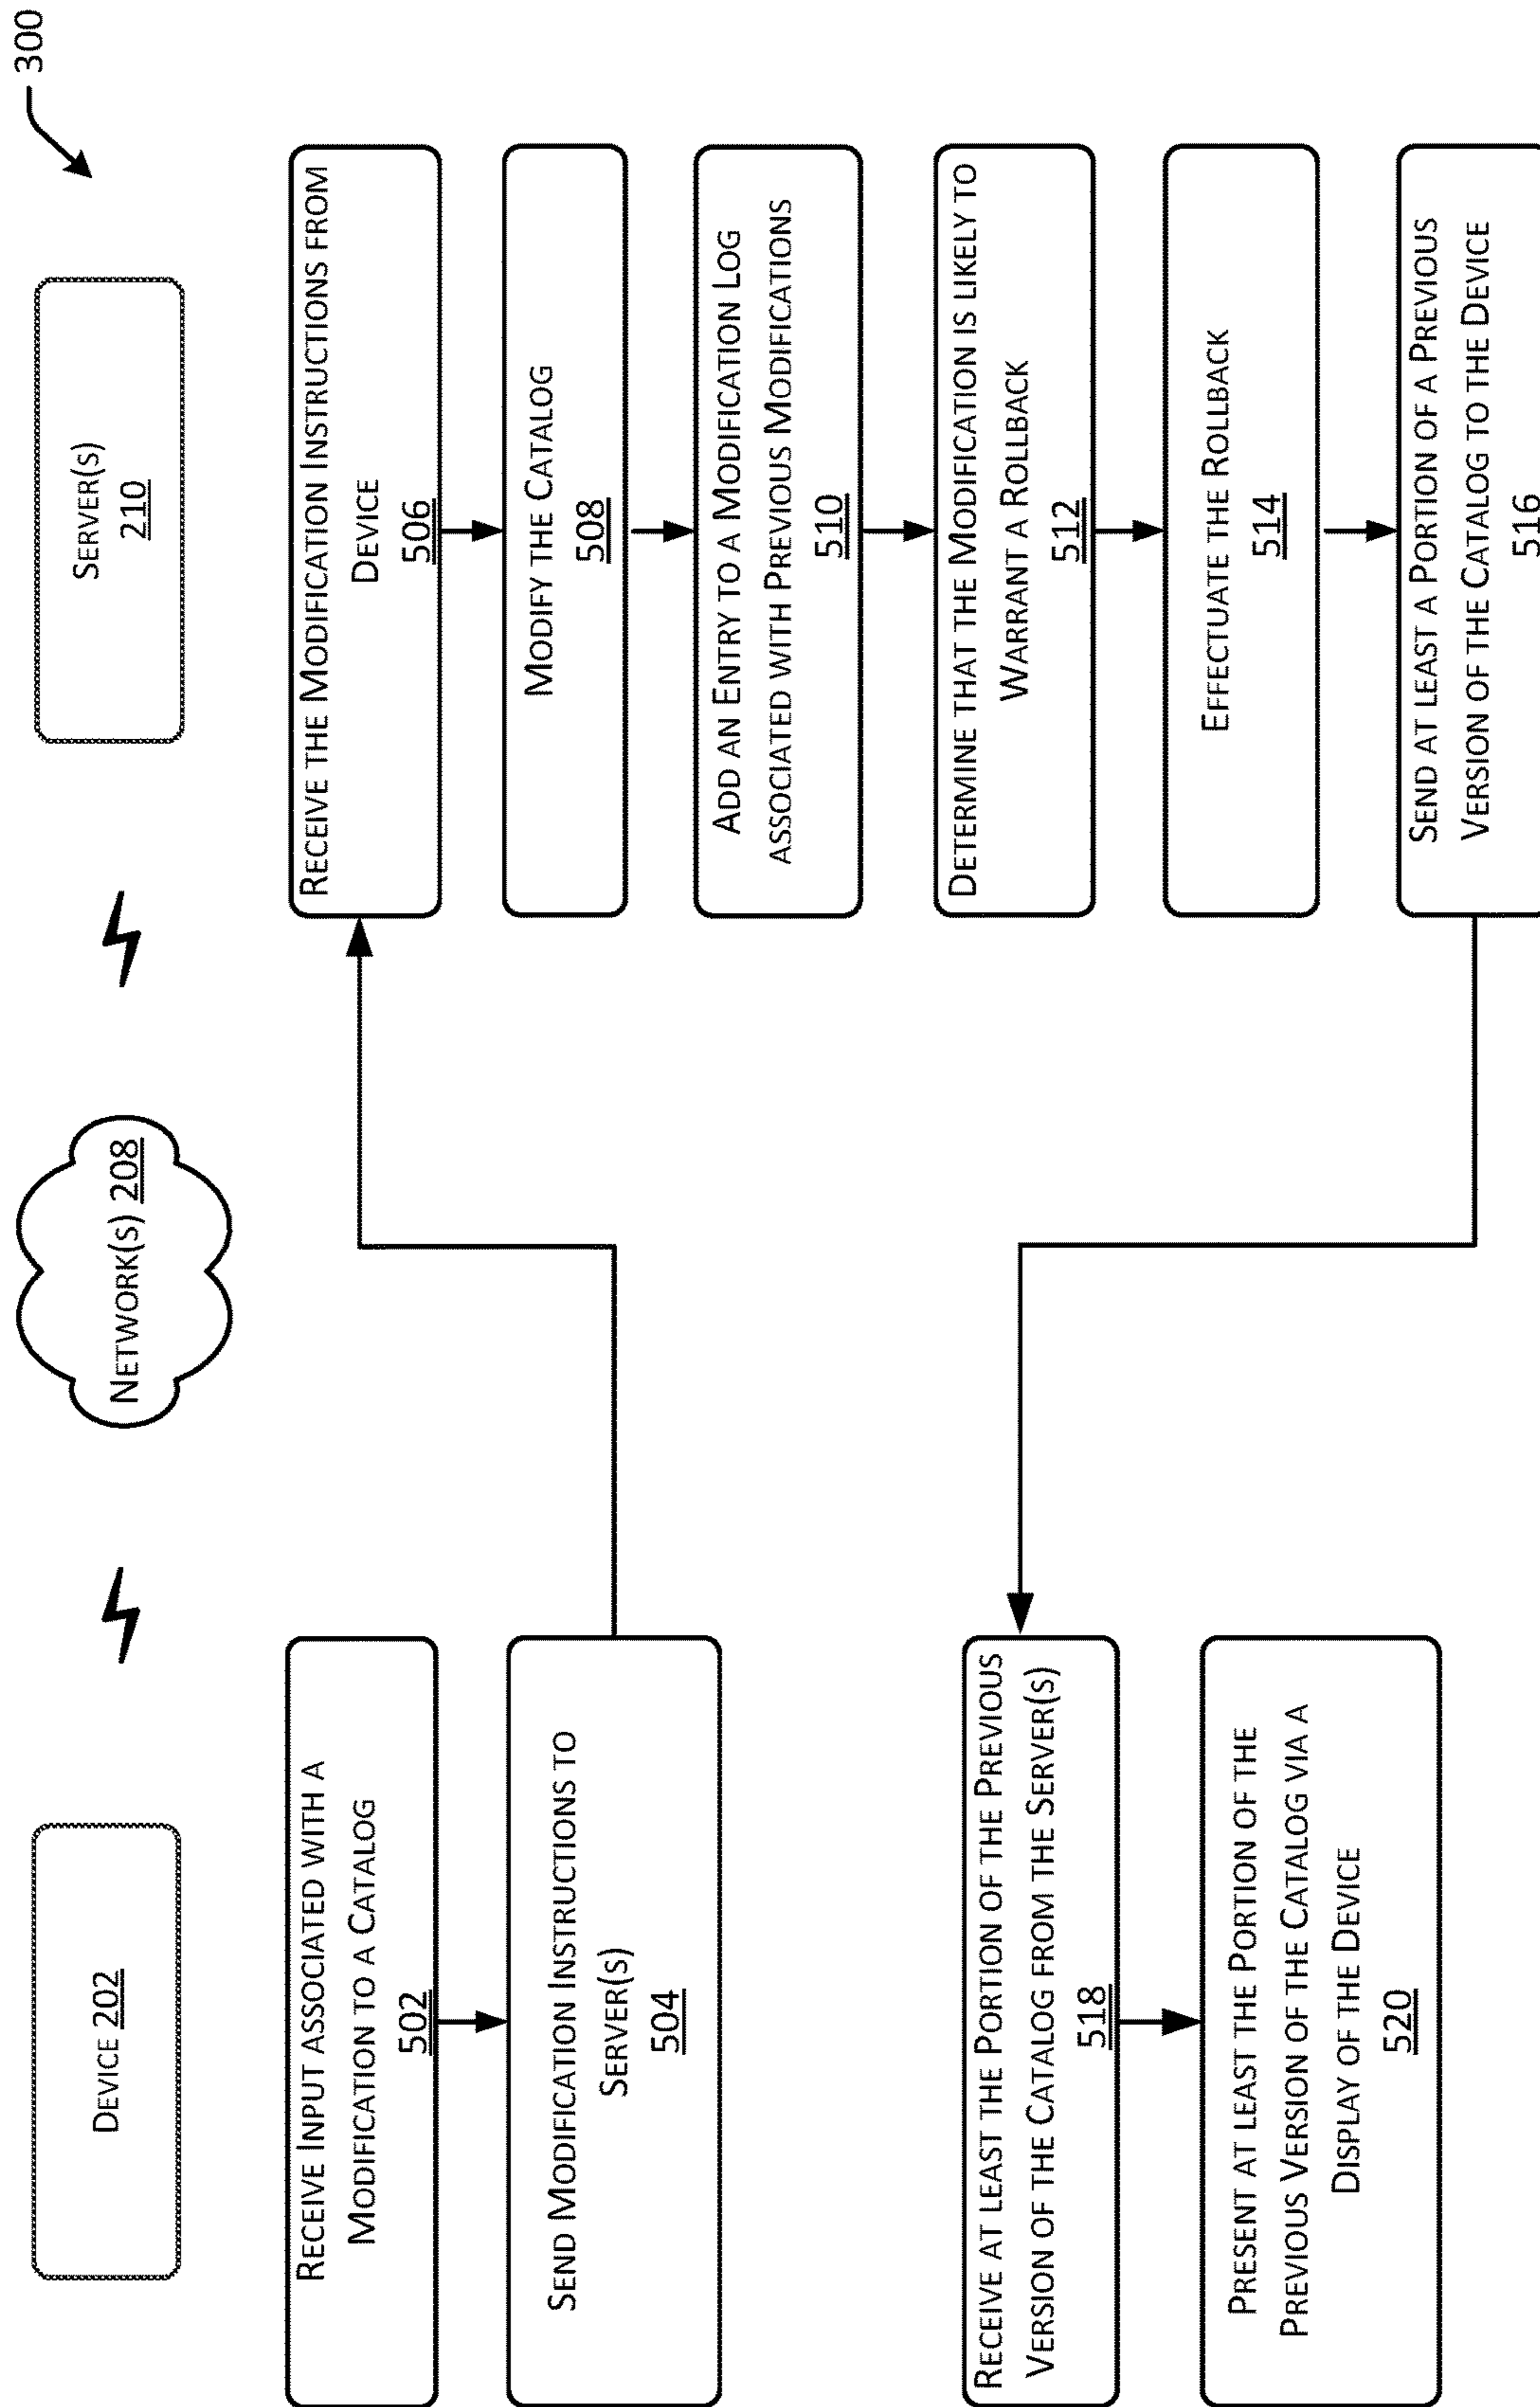 300
DEVICE 202
NETWORK(S) 208
SERVER(S)
210
RECEIVE INPUT ASSOCIATED WITH A
MODIFICATION TO A CATALOG
502
SEND MODIFICATION INSTRUCTIONS TO
SERVER(S)
504
RECEIVE THE MODIFICATION INSTRUCTIONS FROM
DEVICE
506
MODIFY THE CATALOG
508
ADD AN ENTRY TO A MODIFICATION LOG
ASSOCIATED WITH PREVIOUS MODIFICATIONS
510
DETERMINE THAT THE MODIFICATION IS LIKELY TO
WARRANT A ROLLBACK
512
EFFECTUATE THE ROLLBACK
514
SEND AT LEAST A PORTION OF A PREVIOUS
VERSION OF THE CATALOG TO THE DEVICE
516
RECEIVE AT LEAST THE PORTION OF THE PREVIOUS
VERSION OF THE CATALOG FROM THE SERVER(S)
518
PRESENT AT LEAST THE PORTION OF THE
PREVIOUS VERSION OF THE CATALOG VIA A
DISPLAY OF THE DEVICE
520